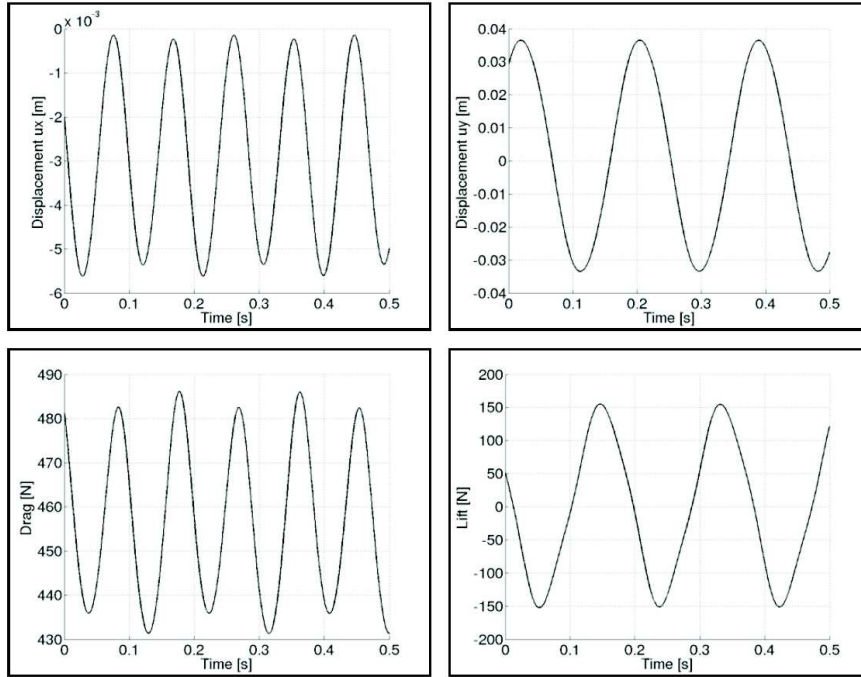 x 10⁻³
0
-1
-2
-3
-4
-5
-6
Displacement ux [m]
0 0.1 0.2 0.3 0.4 0.5
Time [s]
0.04
0.03
0.02
0.01
0
-0.01
-0.02
-0.03
-0.04
Displacement uy [m]
0 0.1 0.2 0.3 0.4 0.5
Time [s]
490
480
470
460
450
440
430
Drag [N]
0 0.1 0.2 0.3 0.4 0.5
Time [s]
200
150
100
50
0
-50
-100
-150
-200
Lift [N]
0 0.1 0.2 0.3 0.4 0.5
Time [s]